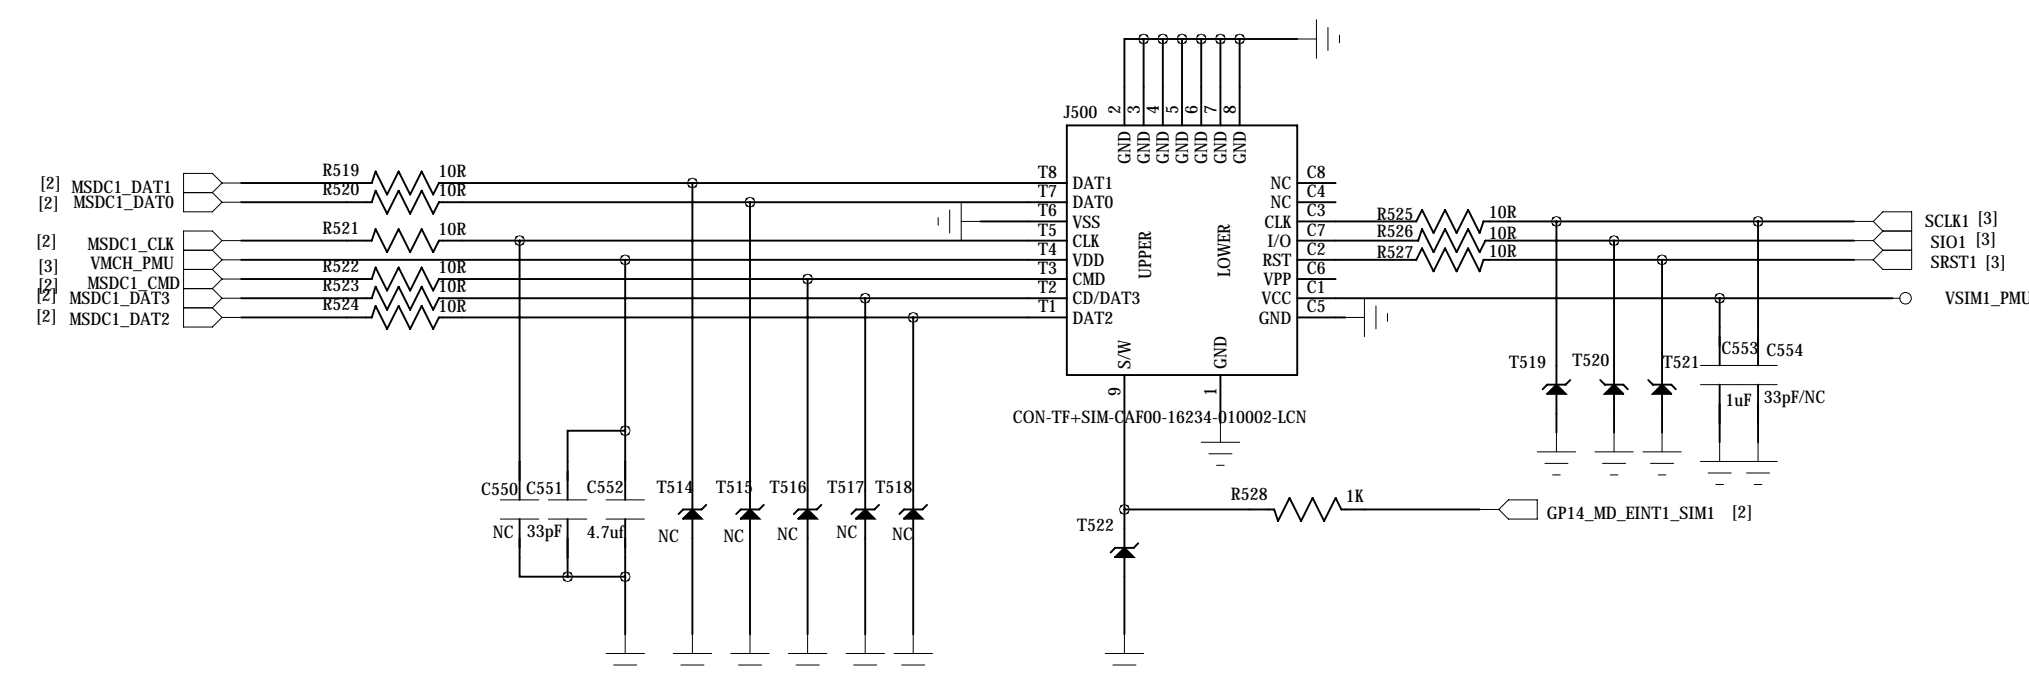 J500
2 3 4 5 6 7 8
GND GND GND GND GND GND GND
[2] MSDC1_DAT1 R519 10R T8 DAT1
[2] MSDC1_DAT0 R520 10R T7 DAT0
T6 VSS
[2] MSDC1_CLK R521 10R T5 CLK
[3] VMCH_PMU T4 VDD
[2] MSDC1_CMD R522 10R T3 CMD
[2] MSDC1_DAT3 R523 10R T2 CD/DAT3
[2] MSDC1_DAT2 R524 10R T1 DAT2
UPPER LOWER
NC C8
NC C4
CLK C3 R525 10R SCLK1 [3]
I/O C7 R526 10R SIO1 [3]
RST C2 R527 10R SRST1 [3]
VPP C6
VCC C1 VSIM1_PMU
GND C5
S/W GND
9 1
CON-TF+SIM-CAF00-16234-010002-LCN
T519 T520 T521 C553 C554
1uF 33pF/NC
C550 C551 C552 T514 T515 T516 T517 T518
NC 33pF 4.7uf NC NC NC NC NC
R528 1K GP14_MD_EINT1_SIM1 [2]
T522